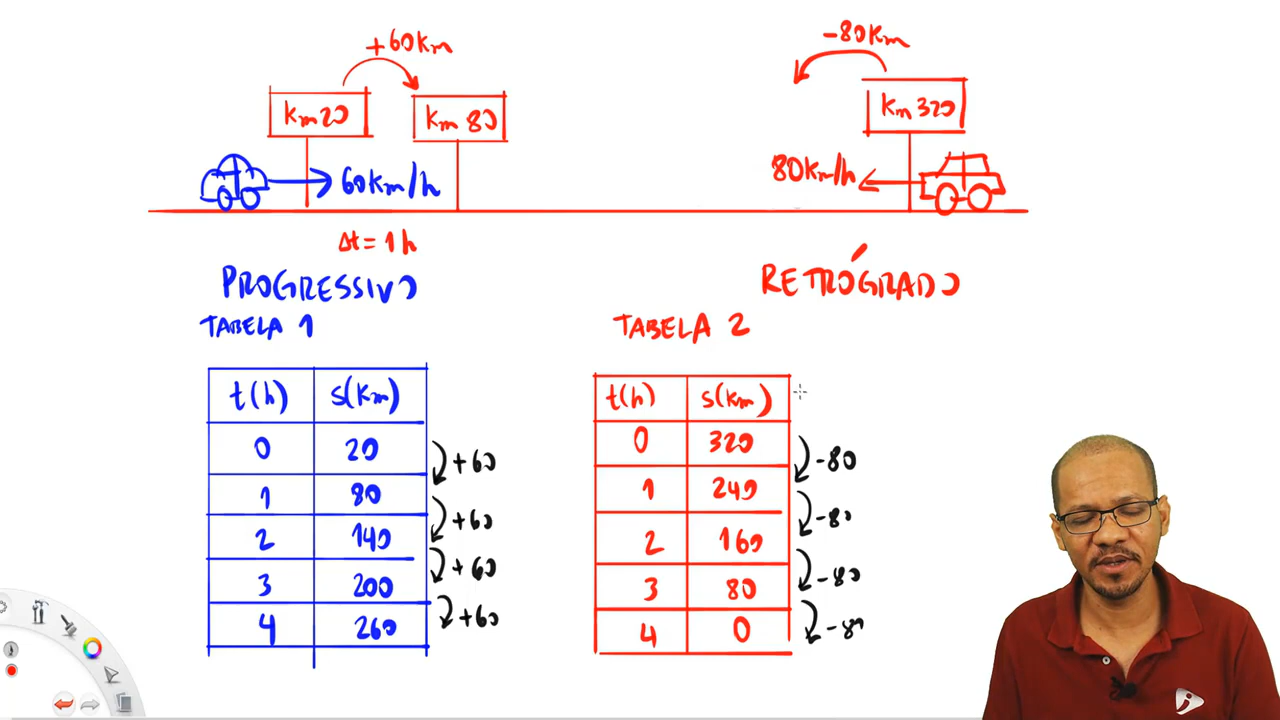 +60Km
-80Km
Km 20
Km 80
Km 320
60Km/h
80Km/h
Δt = 1h
PROGRESSIVO
RETRÓGRADO
TABELA 1
t(h) s(Km)
0 20
1 80
2 140
3 200
4 260
+60
+60
+60
+60
TABELA 2
t(h) s(Km)
0 320
1 240
2 160
3 80
4 0
-80
-80
-80
-80